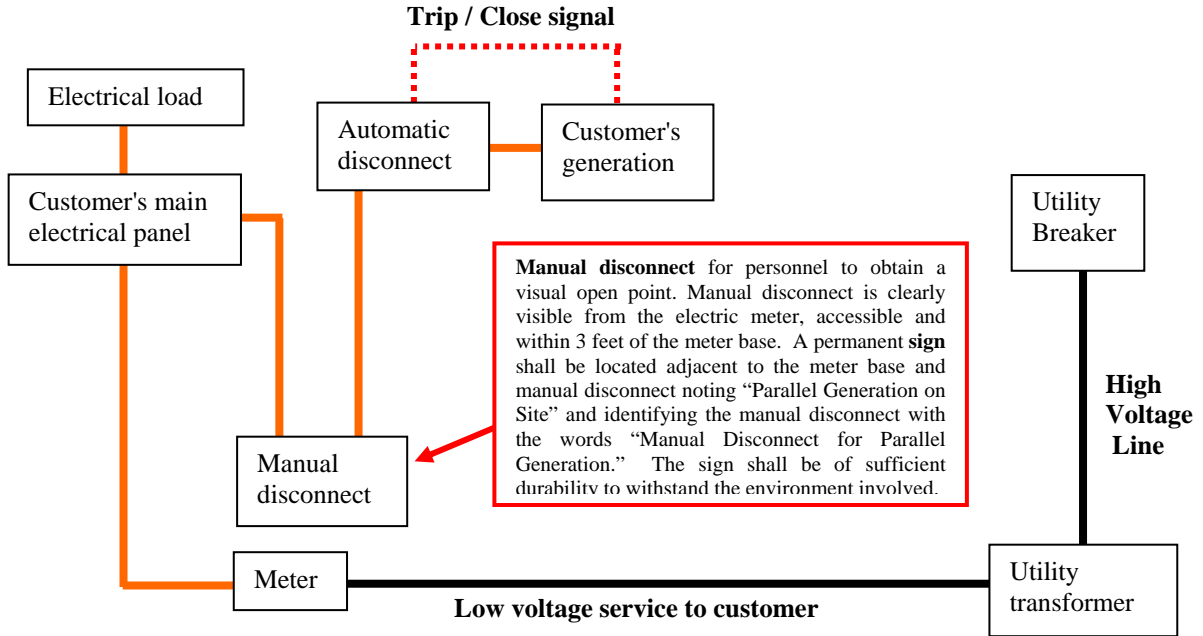 Trip / Close signal
Electrical load
Automatic
disconnect
Customer's
generation
Customer's main
electrical panel
Utility
Breaker
Manual disconnect for personnel to obtain a
visual open point. Manual disconnect is clearly
visible from the electric meter, accessible and
within 3 feet of the meter base. A permanent sign
shall be located adjacent to the meter base and
manual disconnect noting “Parallel Generation on
Site” and identifying the manual disconnect with
the words “Manual Disconnect for Parallel
Generation.” The sign shall be of sufficient
durability to withstand the environment involved.
High
Voltage
Line
Manual
disconnect
Meter
Low voltage service to customer
Utility
transformer